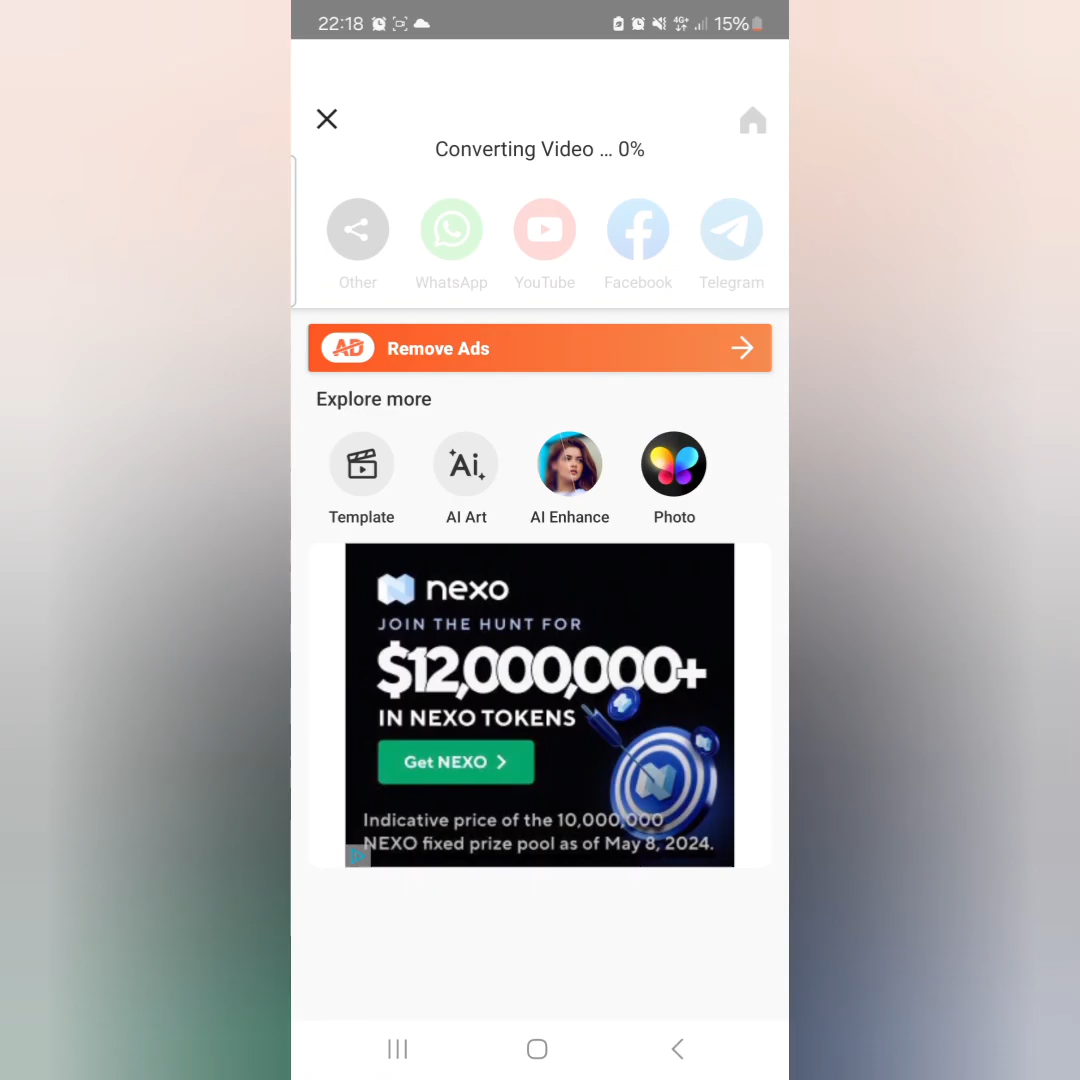 22:18 4G+ 15%
Converting Video ... 0%
Other WhatsApp YouTube Facebook Telegram
AD Remove Ads
Explore more
Ai
Template AI Art AI Enhance Photo
nexo
JOIN THE HUNT FOR
$12,000,000+
IN NEXO TOKENS
Get NEXO
Indicative price of the 10,000,000
NEXO fixed prize pool as of May 8, 2024.